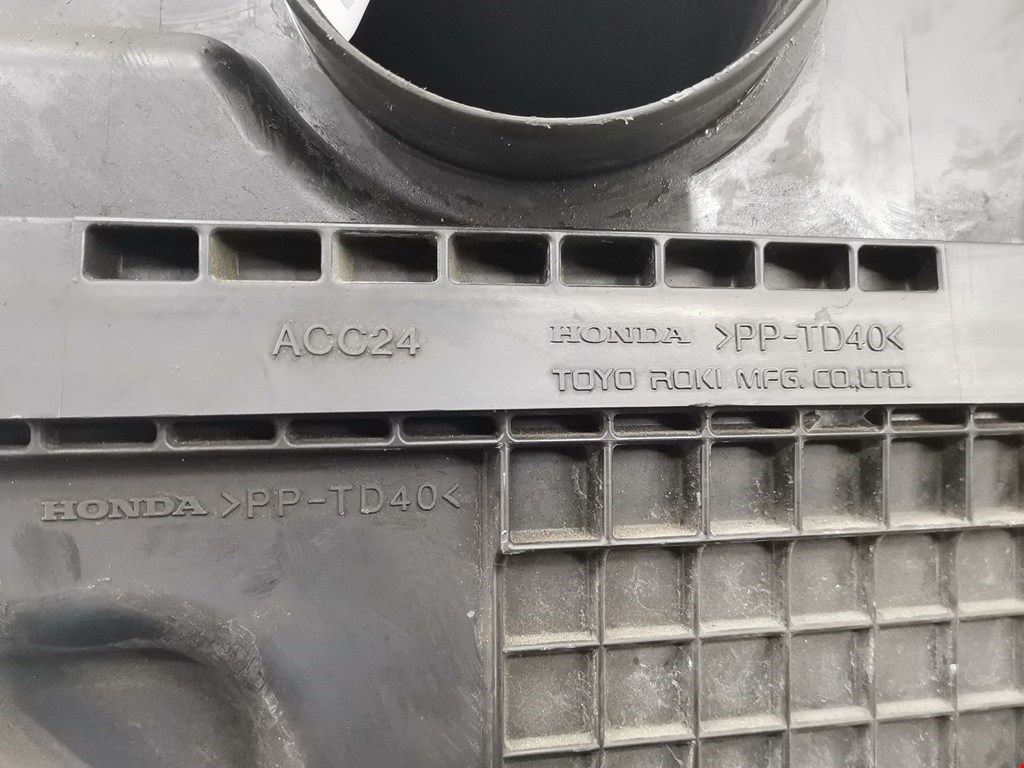 ACC24
HONDA >PP-TD40<
TOYO ROKI MFG. CO.,LTD.
HONDA >PP-TD40<